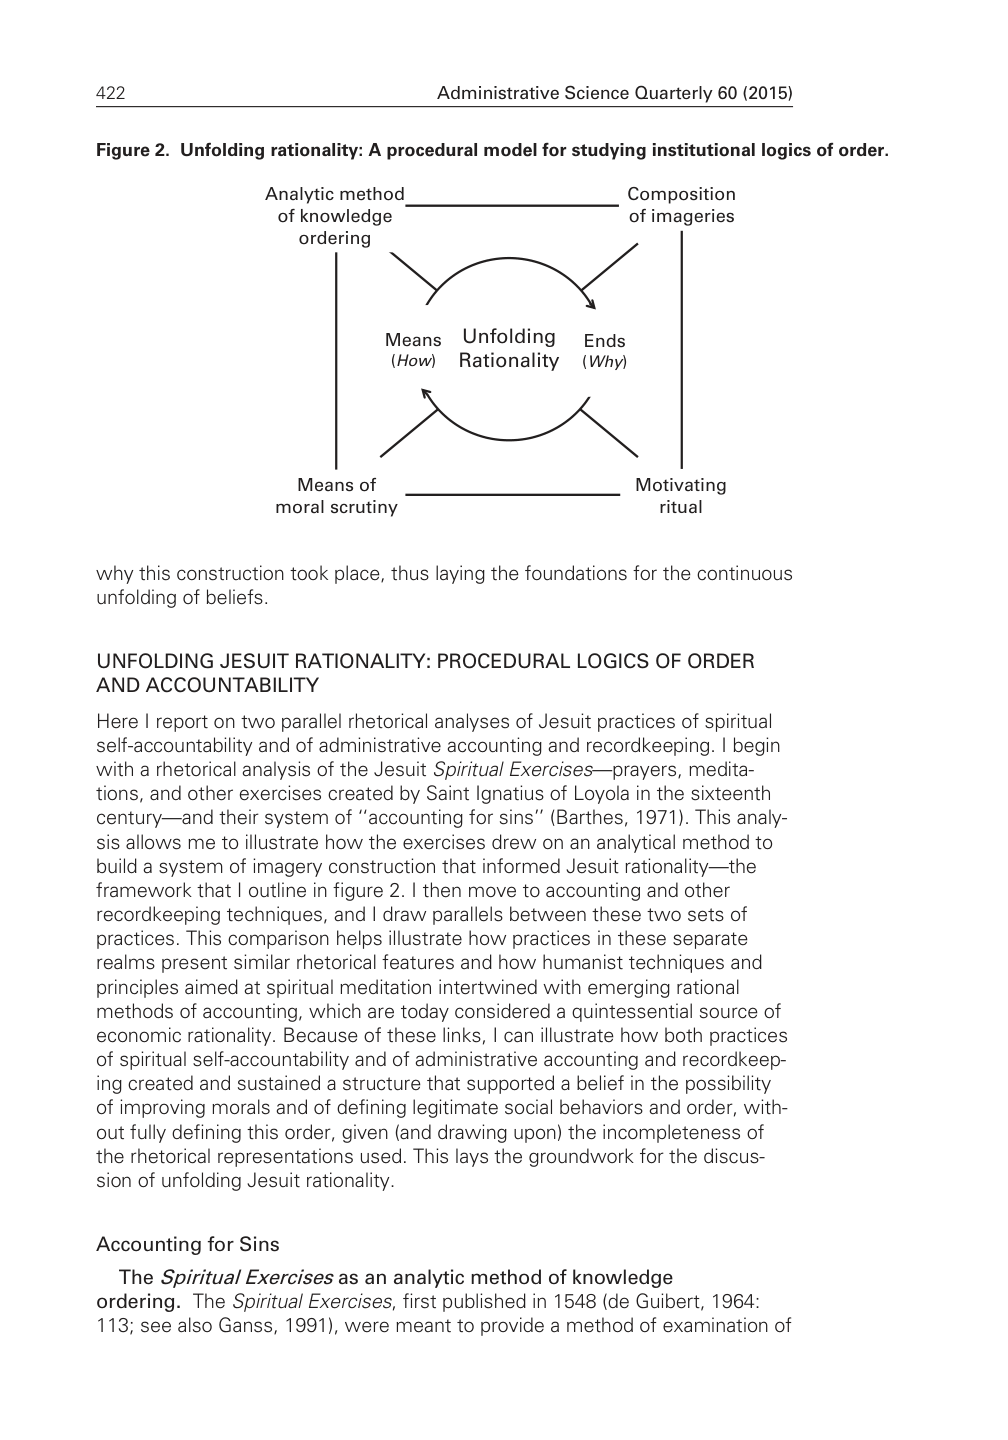 422
Administrative Science Quarterly 60 (2015)
Figure 2. Unfolding rationality: A procedural model for studying institutional logics of order.
Analytic method
of knowledge
ordering
Composition
of imageries
Means
(How)
Unfolding
Rationality
Ends
(Why)
Means of
moral scrutiny
Motivating
ritual
why this construction took place, thus laying the foundations for the continuous
unfolding of beliefs.
UNFOLDING JESUIT RATIONALITY: PROCEDURAL LOGICS OF ORDER
AND ACCOUNTABILITY
Here I report on two parallel rhetorical analyses of Jesuit practices of spiritual
self-accountability and of administrative accounting and recordkeeping. I begin
with a rhetorical analysis of the Jesuit Spiritual Exercises—prayers, medita-
tions, and other exercises created by Saint Ignatius of Loyola in the sixteenth
century—and their system of ''accounting for sins'' (Barthes, 1971). This analy-
sis allows me to illustrate how the exercises drew on an analytical method to
build a system of imagery construction that informed Jesuit rationality—the
framework that I outline in figure 2. I then move to accounting and other
recordkeeping techniques, and I draw parallels between these two sets of
practices. This comparison helps illustrate how practices in these separate
realms present similar rhetorical features and how humanist techniques and
principles aimed at spiritual meditation intertwined with emerging rational
methods of accounting, which are today considered a quintessential source of
economic rationality. Because of these links, I can illustrate how both practices
of spiritual self-accountability and of administrative accounting and recordkeep-
ing created and sustained a structure that supported a belief in the possibility
of improving morals and of defining legitimate social behaviors and order, with-
out fully defining this order, given (and drawing upon) the incompleteness of
the rhetorical representations used. This lays the groundwork for the discus-
sion of unfolding Jesuit rationality.
Accounting for Sins
The Spiritual Exercises as an analytic method of knowledge
ordering. The Spiritual Exercises, first published in 1548 (de Guibert, 1964:
113; see also Ganss, 1991), were meant to provide a method of examination of